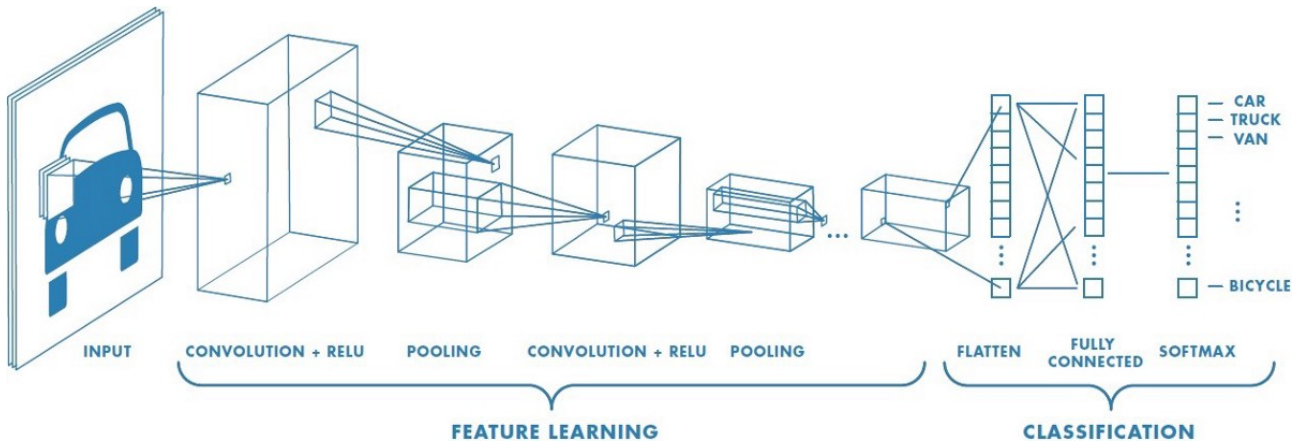 CAR
TRUCK
VAN
BICYCLE
INPUT
CONVOLUTION + RELU
POOLING
CONVOLUTION + RELU
POOLING
FLATTEN
FULLY
CONNECTED
SOFTMAX
FEATURE LEARNING
CLASSIFICATION